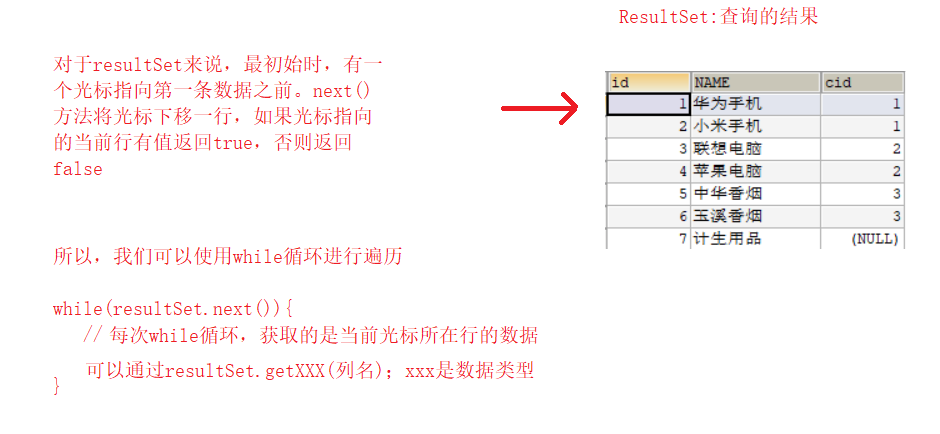 ResultSet:查询的结果
对于resultSet来说，最初始时，有一
个光标指向第一条数据之前。next()
方法将光标下移一行，如果光标指向
的当前行有值返回true，否则返回
false
id NAME cid
1 华为手机 1
2 小米手机 1
3 联想电脑 2
4 苹果电脑 2
5 中华香烟 3
6 玉溪香烟 3
7 计生用品 (NULL)
所以，我们可以使用while循环进行遍历
while(resultSet.next()){
// 每次while循环，获取的是当前光标所在行的数据
可以通过resultSet.getXXX(列名)；xxx是数据类型
}